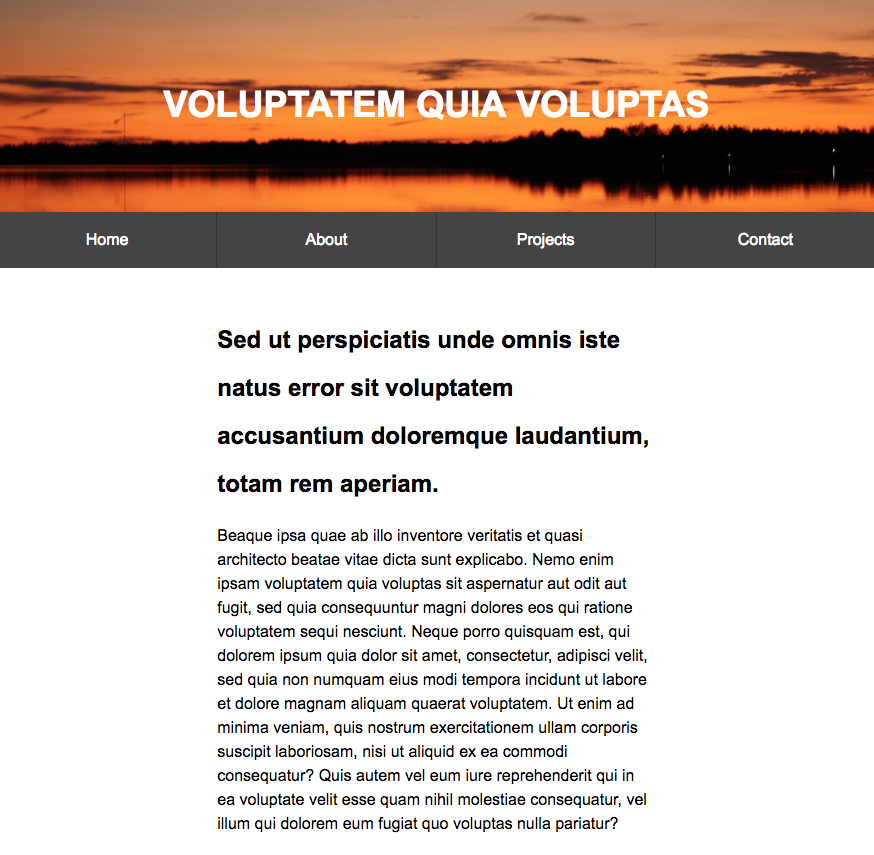 VOLUPTATEM QUIA VOLUPTAS
Home About Projects Contact
Sed ut perspiciatis unde omnis iste
natus error sit voluptatem
accusantium doloremque laudantium,
totam rem aperiam.
Beaque ipsa quae ab illo inventore veritatis et quasi
architecto beatae vitae dicta sunt explicabo. Nemo enim
ipsam voluptatem quia voluptas sit aspernatur aut odit aut
fugit, sed quia consequuntur magni dolores eos qui ratione
voluptatem sequi nesciunt. Neque porro quisquam est, qui
dolorem ipsum quia dolor sit amet, consectetur, adipisci velit,
sed quia non numquam eius modi tempora incidunt ut labore
et dolore magnam aliquam quaerat voluptatem. Ut enim ad
minima veniam, quis nostrum exercitationem ullam corporis
suscipit laboriosam, nisi ut aliquid ex ea commodi
consequatur? Quis autem vel eum iure reprehenderit qui in
ea voluptate velit esse quam nihil molestiae consequatur, vel
illum qui dolorem eum fugiat quo voluptas nulla pariatur?